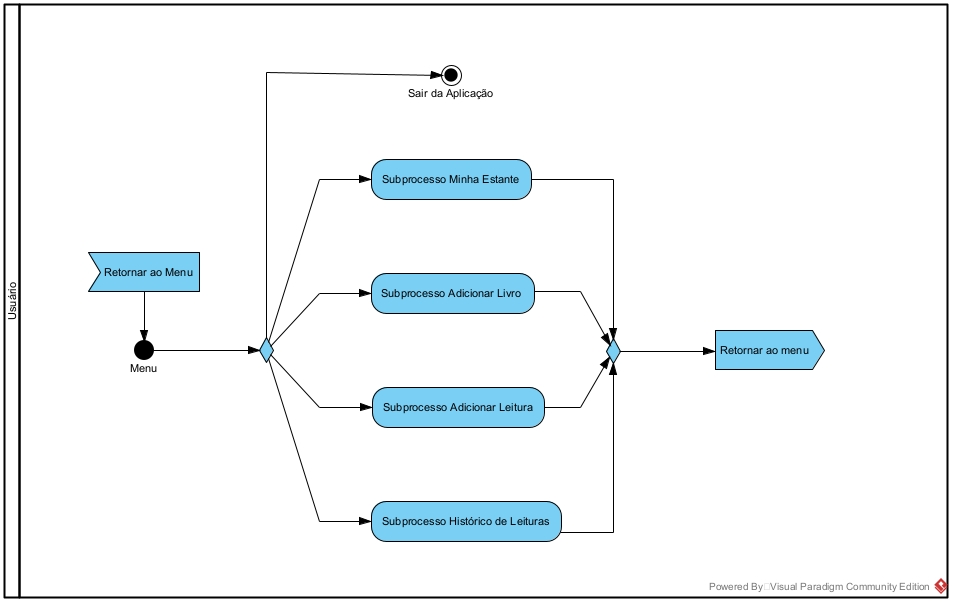 Usuário
Sair da Aplicação
Subprocesso Minha Estante
Retornar ao Menu
Subprocesso Adicionar Livro
Menu
Retornar ao menu
Subprocesso Adicionar Leitura
Subprocesso Histórico de Leituras
Powered By Visual Paradigm Community Edition